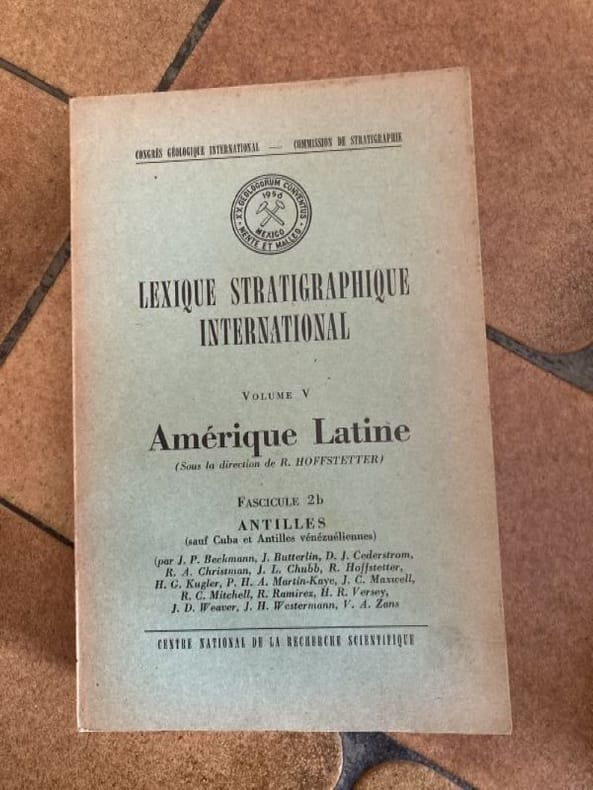 CONGRÈS GÉOLOGIQUE INTERNATIONAL — COMMISSION DE STRATIGRAPHIE
XX GEOLOGORUM CONVENTUS
1956
MEXICO
MENTE ET MALLEO
LEXIQUE STRATIGRAPHIQUE
INTERNATIONAL
VOLUME V
Amérique Latine
(Sous la direction de R. HOFFSTETTER)
FASCICULE 2b
ANTILLES
(sauf Cuba et Antilles vénézuéliennes)
(par J. P. Beckmann, J. Butterlin, D. J. Cederstrom,
R. A. Christman, J. L. Chubb, R. Hoffstetter,
H. G. Kugler, P. H. A. Martin-Kaye, J. C. Maxwell,
R. C. Mitchell, R. Ramirez, H. R. Versey,
J. D. Weaver, J. H. Westermann, V. A. Zans
CENTRE NATIONAL DE LA RECHERCHE SCIENTIFIQUE